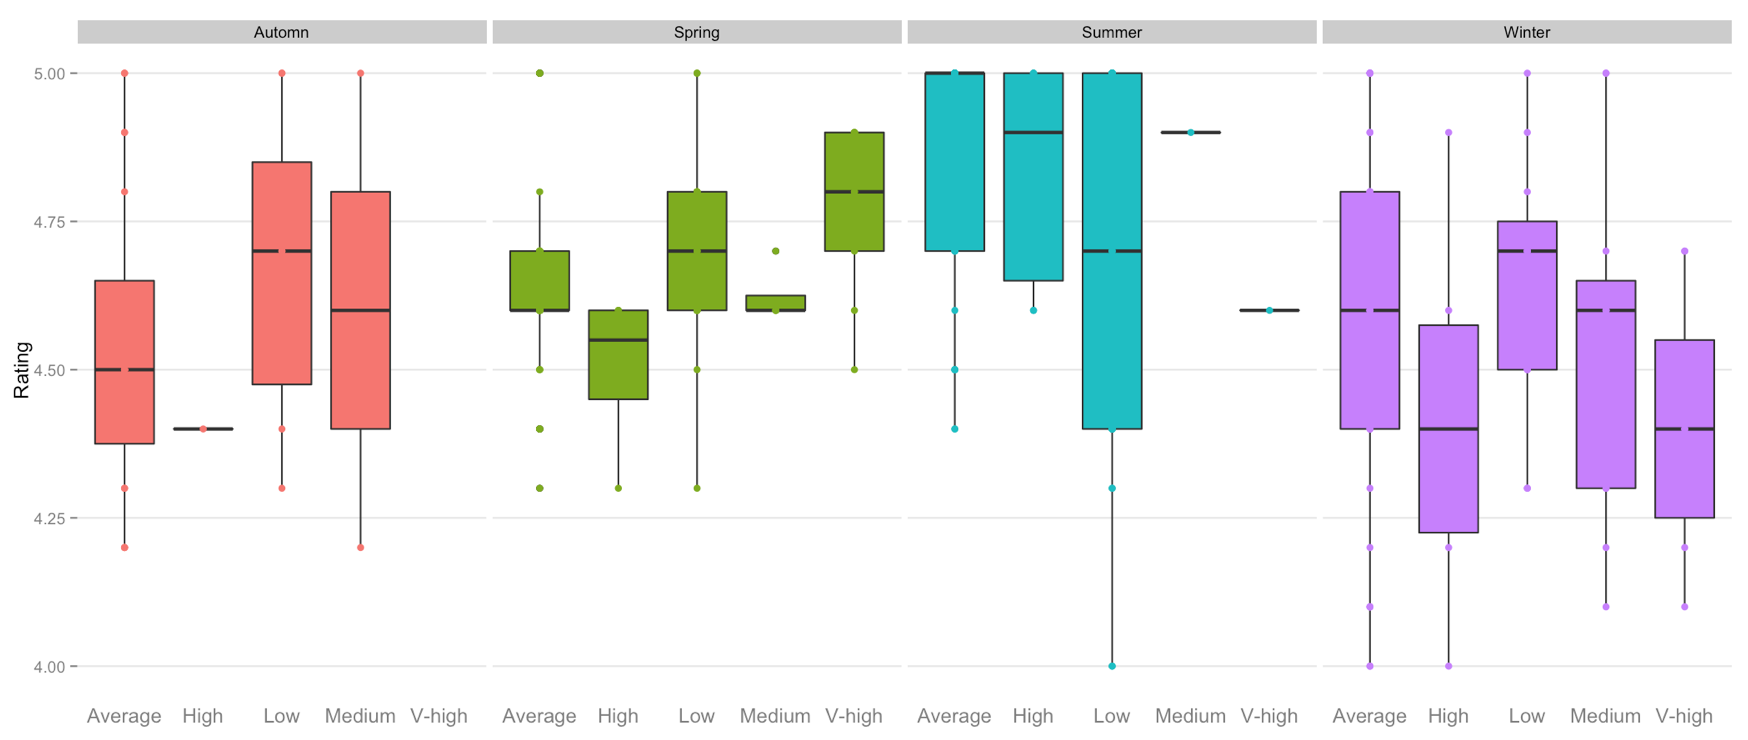 Automn Spring Summer Winter
5.00
4.75
4.50
4.25
4.00
Rating
Average High Low Medium V-high Average High Low Medium V-high Average High Low Medium V-high Average High Low Medium V-high